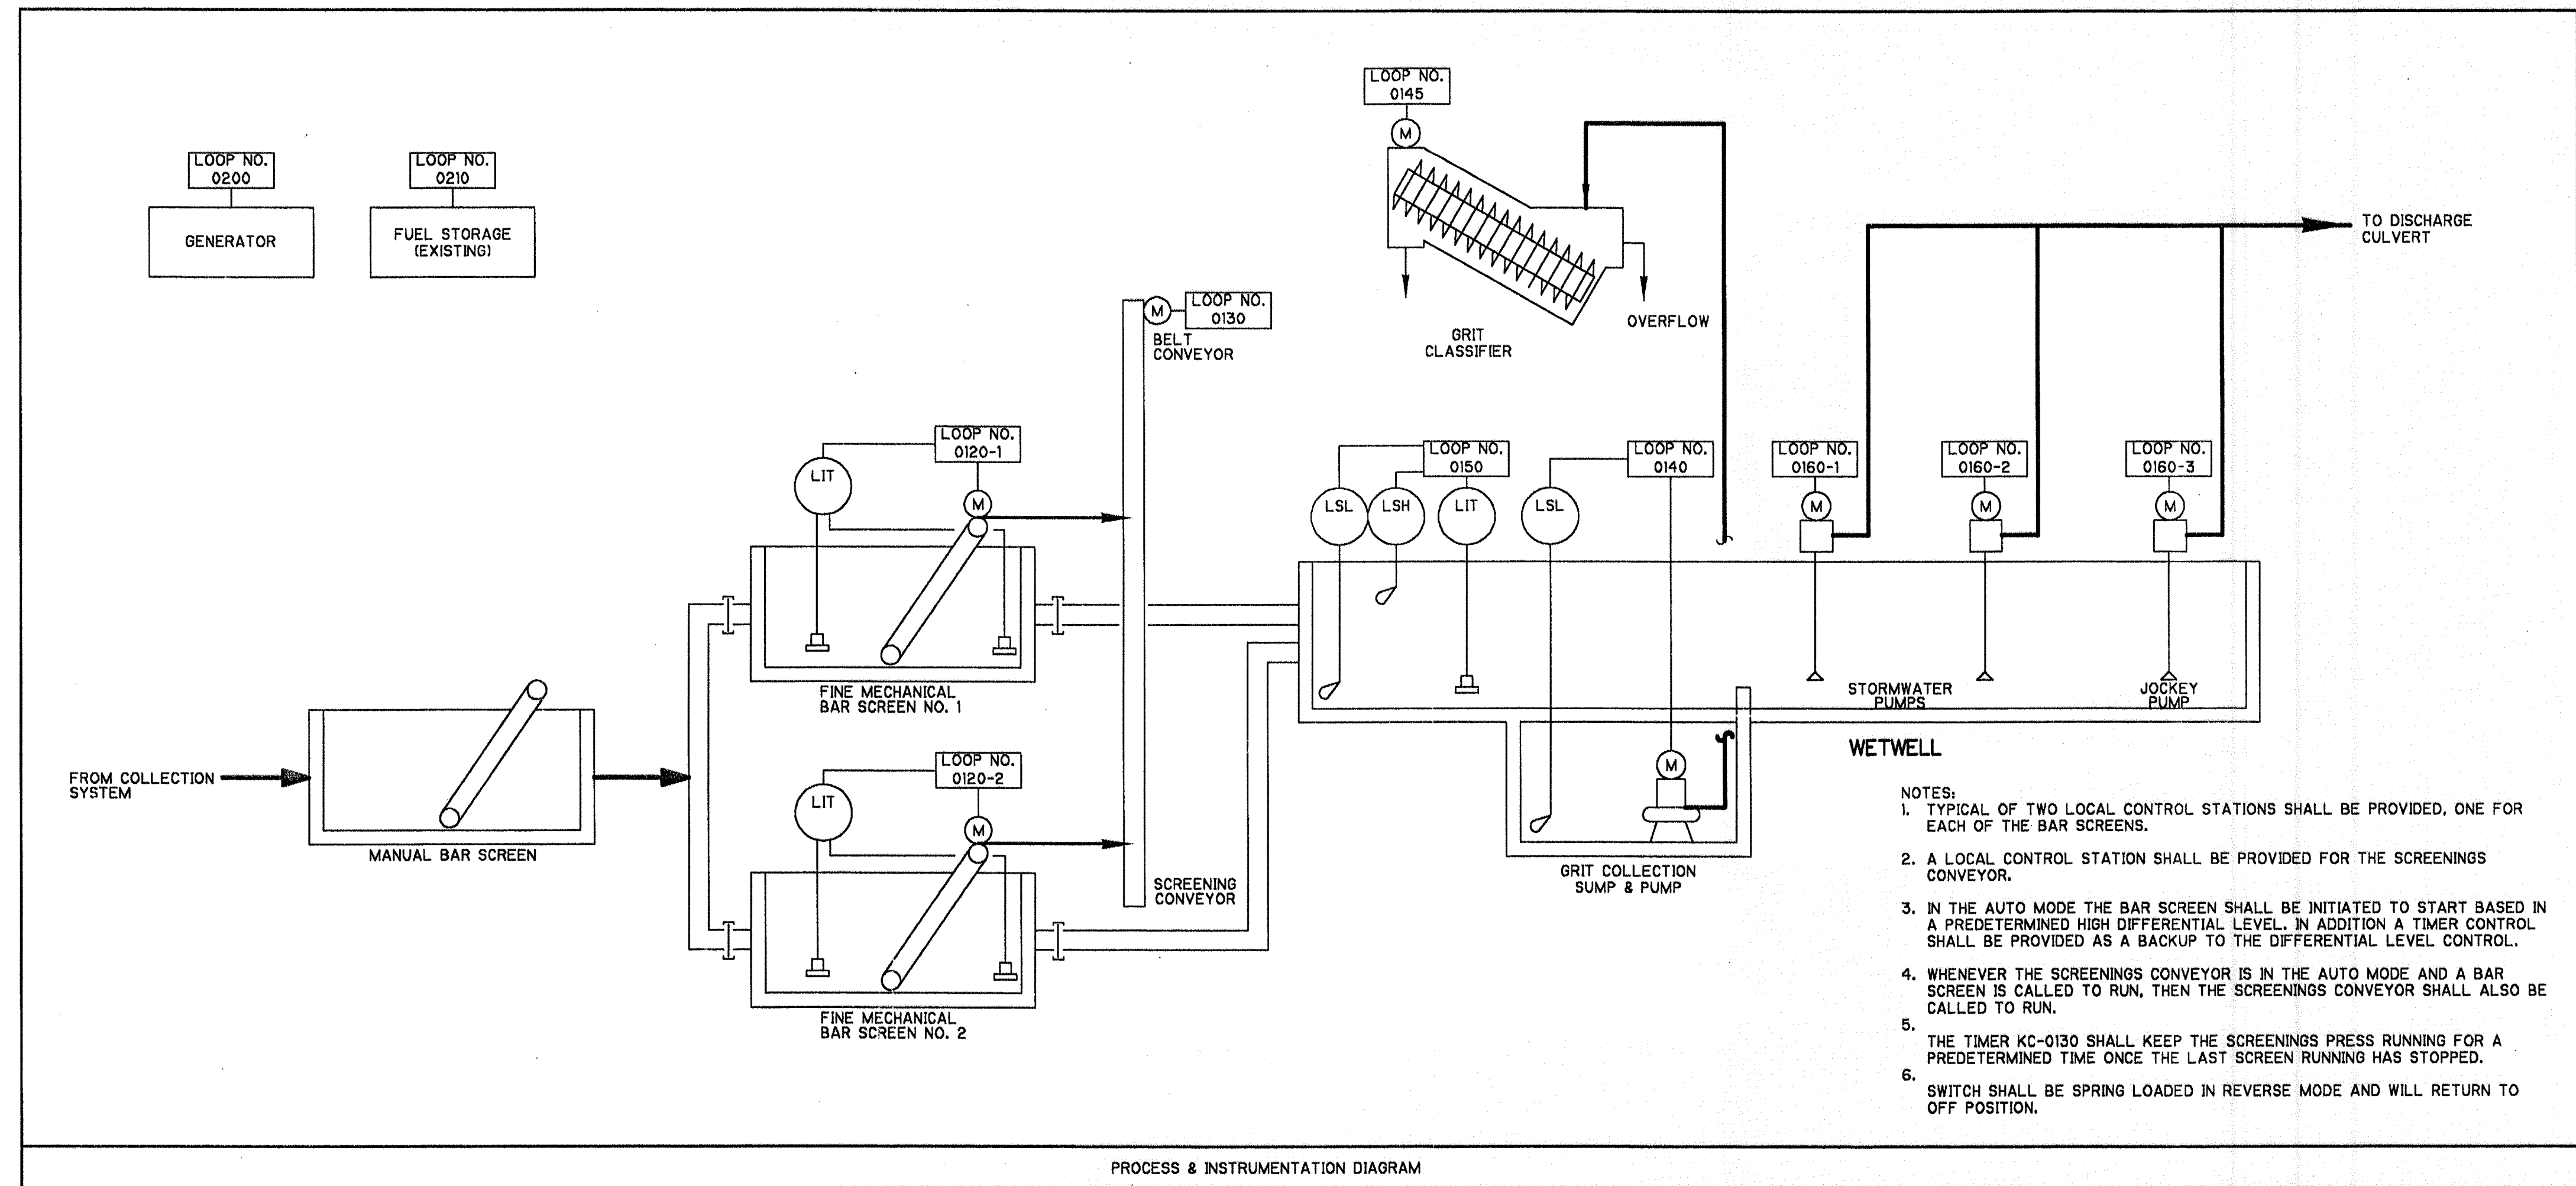 LOOP NO.
0145
M
LOOP NO.
0200
GENERATOR
LOOP NO.
0210
FUEL STORAGE
(EXISTING)
TO DISCHARGE
CULVERT
M
LOOP NO.
0130
BELT
CONVEYOR
OVERFLOW
GRIT
CLASSIFIER
LOOP NO.
0120-1
LIT
M
LOOP NO.
0150
LSL
LSH
LIT
LOOP NO.
0140
LSL
LOOP NO.
0160-1
M
LOOP NO.
0160-2
M
LOOP NO.
0160-3
M
FINE MECHANICAL
BAR SCREEN NO. 1
STORMWATER
PUMPS
JOCKEY
PUMP
WETWELL
M
FROM COLLECTION
SYSTEM
MANUAL BAR SCREEN
LOOP NO.
0120-2
LIT
M
SCREENING
CONVEYOR
GRIT COLLECTION
SUMP & PUMP
FINE MECHANICAL
BAR SCREEN NO. 2
NOTES:
1. TYPICAL OF TWO LOCAL CONTROL STATIONS SHALL BE PROVIDED, ONE FOR
EACH OF THE BAR SCREENS.
2. A LOCAL CONTROL STATION SHALL BE PROVIDED FOR THE SCREENINGS
CONVEYOR.
3. IN THE AUTO MODE THE BAR SCREEN SHALL BE INITIATED TO START BASED IN
A PREDETERMINED HIGH DIFFERENTIAL LEVEL. IN ADDITION A TIMER CONTROL
SHALL BE PROVIDED AS A BACKUP TO THE DIFFERENTIAL LEVEL CONTROL.
4. WHENEVER THE SCREENINGS CONVEYOR IS IN THE AUTO MODE AND A BAR
SCREEN IS CALLED TO RUN, THEN THE SCREENINGS CONVEYOR SHALL ALSO BE
CALLED TO RUN.
5.
THE TIMER KC-0130 SHALL KEEP THE SCREENINGS PRESS RUNNING FOR A
PREDETERMINED TIME ONCE THE LAST SCREEN RUNNING HAS STOPPED.
6.
SWITCH SHALL BE SPRING LOADED IN REVERSE MODE AND WILL RETURN TO
OFF POSITION.
PROCESS & INSTRUMENTATION DIAGRAM